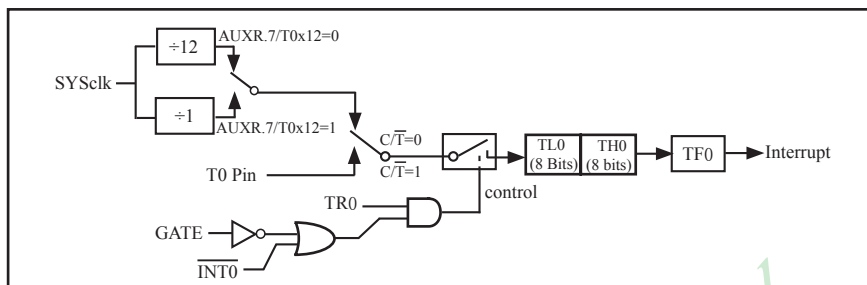 ÷12
AUXR.7/T0x12=0
SYSclk
÷1
AUXR.7/T0x12=1
C/T̅=0
C/T̅=1
T0 Pin
TL0
(8 Bits)
TH0
(8 bits)
TF0
Interrupt
control
TR0
GATE
I̅N̅T̅0̅